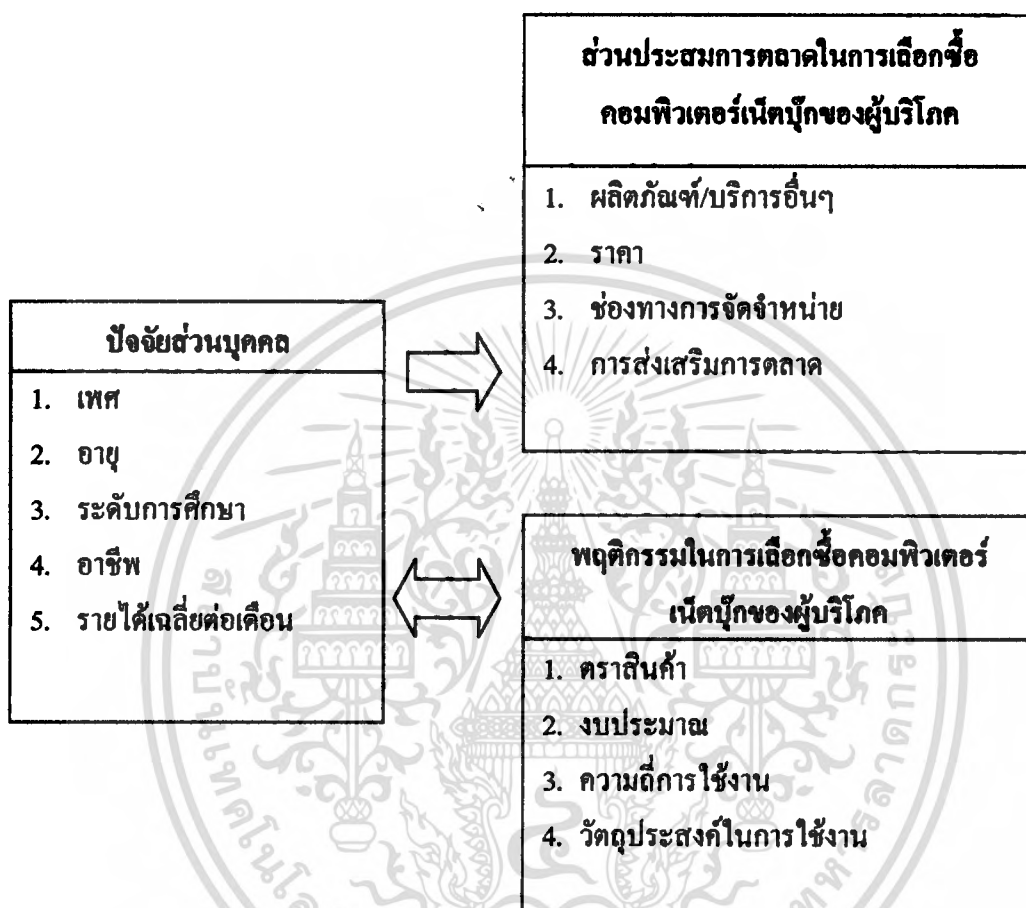 ส่วนประสมการตลาดในการเลือกซื้อ
คอมพิวเตอร์เน็ตบุ๊กของผู้บริโภค
1. ผลิตภัณฑ์/บริการอื่นๆ
2. ราคา
3. ช่องทางการจัดจำหน่าย
4. การส่งเสริมการตลาด
ปัจจัยส่วนบุคคล
1. เพศ
2. อายุ
3. ระดับการศึกษา
4. อาชีพ
5. รายได้เฉลี่ยต่อเดือน
พฤติกรรมในการเลือกซื้อคอมพิวเตอร์
เน็ตบุ๊กของผู้บริโภค
1. ตราสินค้า
2. งบประมาณ
3. ความถี่การใช้งาน
4. วัตถุประสงค์ในการใช้งาน